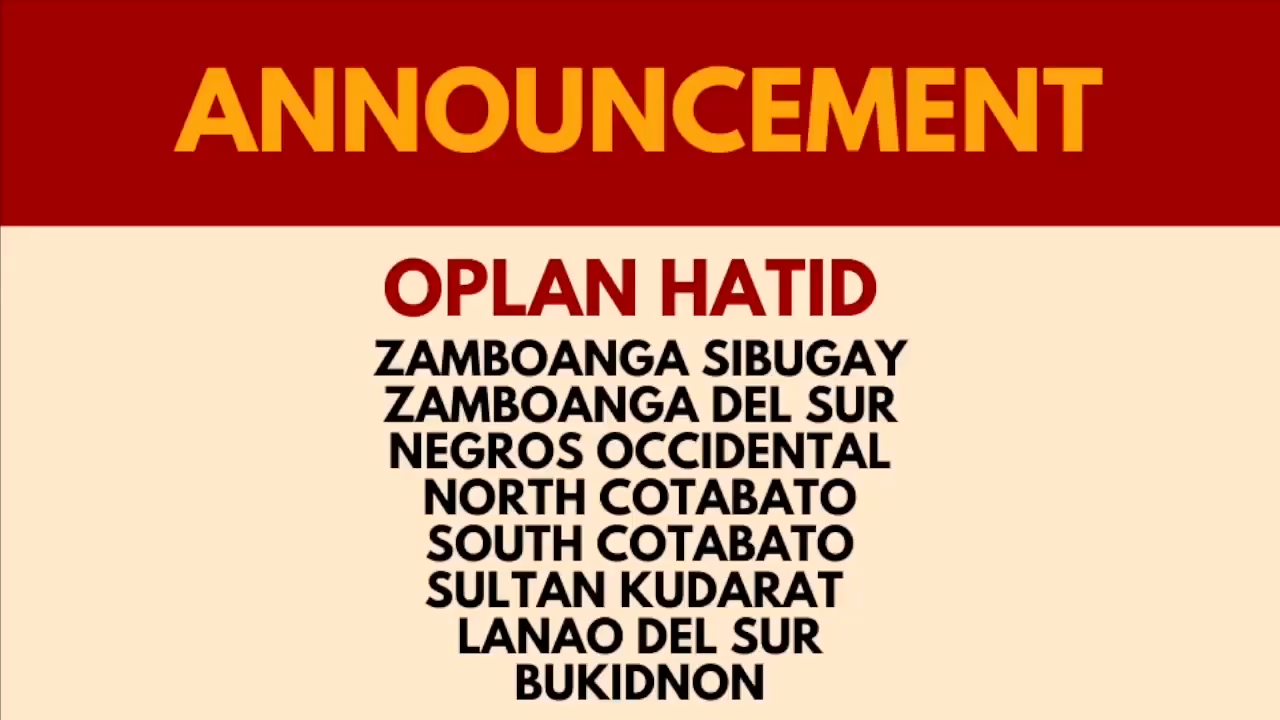 ANNOUNCEMENT
OPLAN HATID
ZAMBOANGA SIBUGAY
ZAMBOANGA DEL SUR
NEGROS OCCIDENTAL
NORTH COTABATO
SOUTH COTABATO
SULTAN KUDARAT
LANAO DEL SUR
BUKIDNON